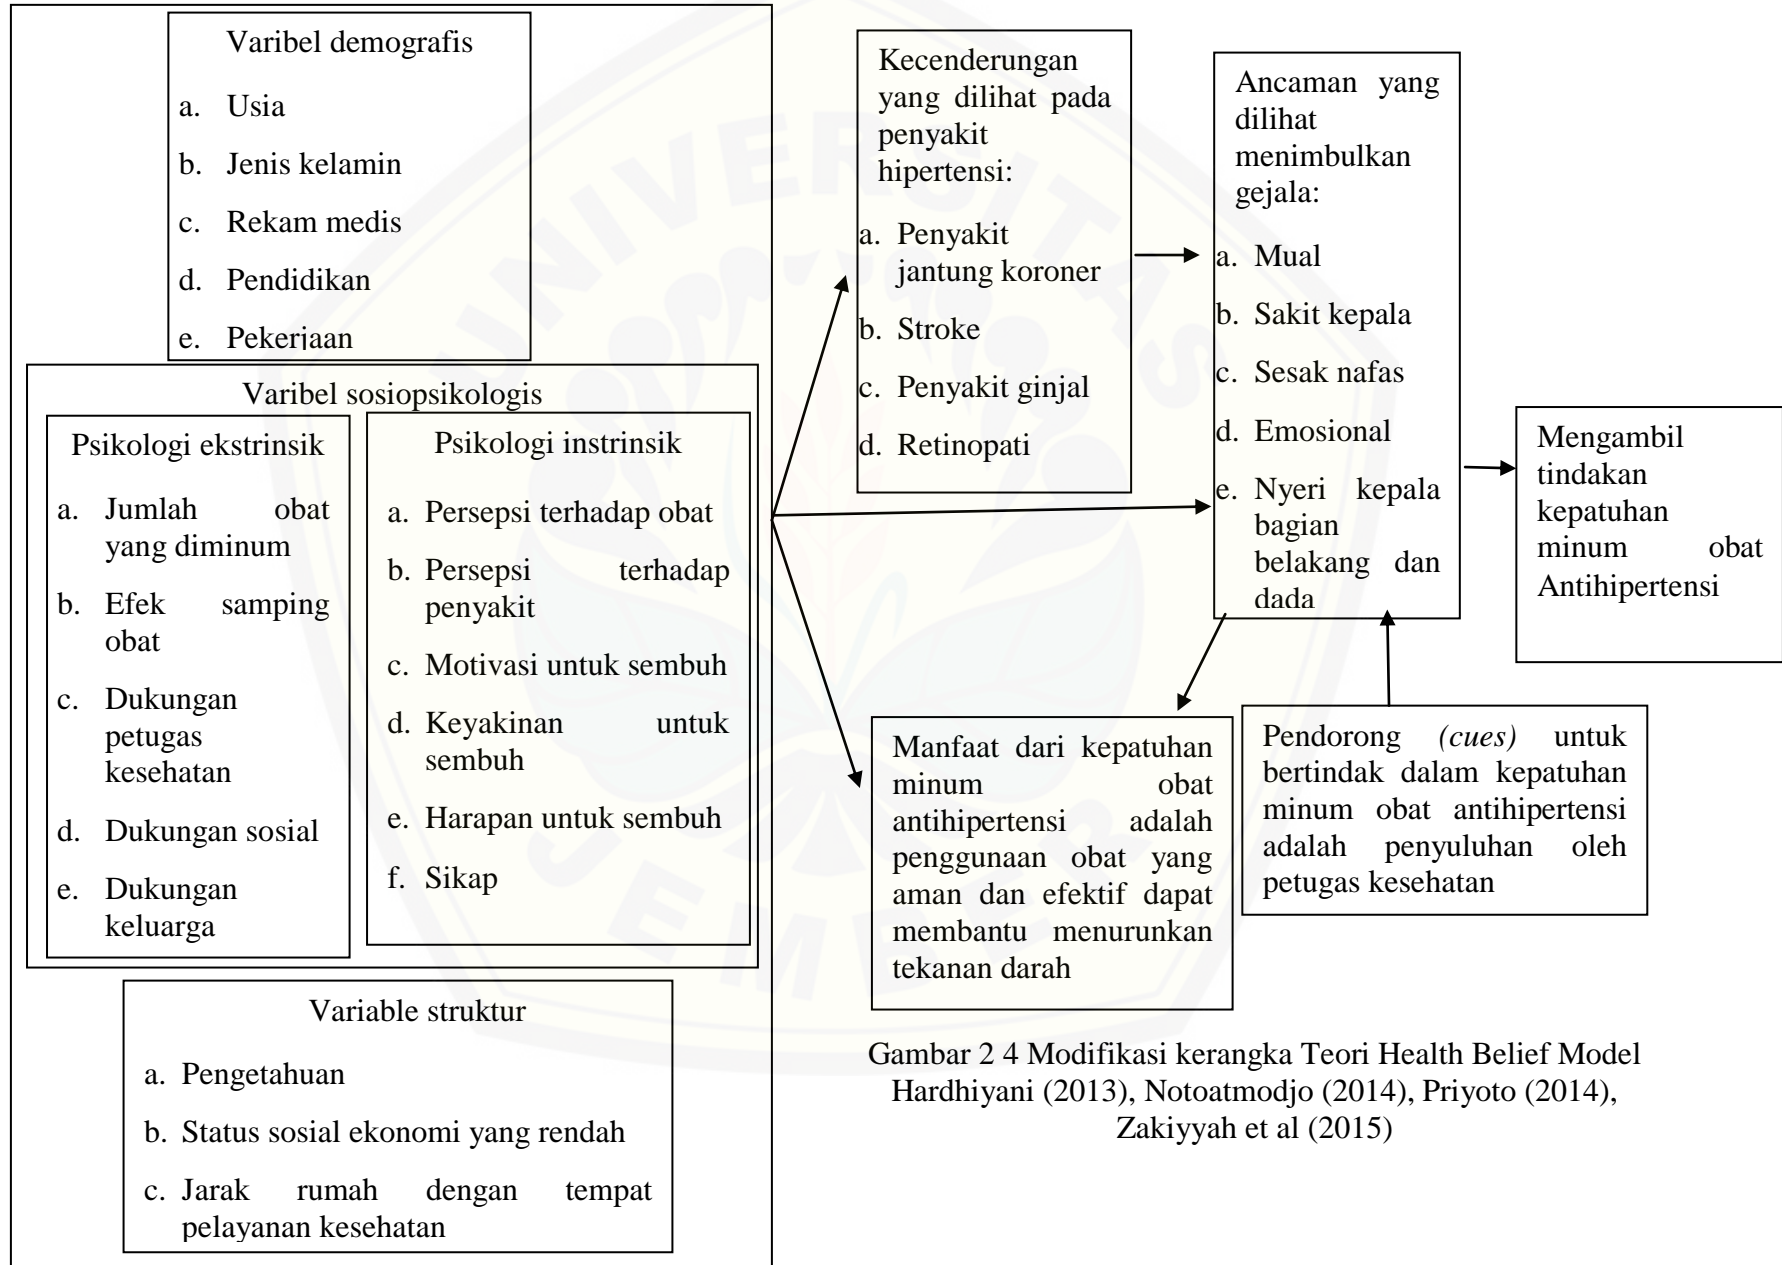 Varibel demografis
a. Usia
b. Jenis kelamin
c. Rekam medis
d. Pendidikan
e. Pekerjaan
Varibel sosiopsikologis
Psikologi ekstrinsik
a. Jumlah obat
yang diminum
b. Efek samping
obat
c. Dukungan
petugas
kesehatan
d. Dukungan sosial
e. Dukungan
keluarga
Psikologi instrinsik
a. Persepsi terhadap obat
b. Persepsi terhadap
penyakit
c. Motivasi untuk sembuh
d. Keyakinan untuk
sembuh
e. Harapan untuk sembuh
f. Sikap
Variable struktur
a. Pengetahuan
b. Status sosial ekonomi yang rendah
c. Jarak rumah dengan tempat
pelayanan kesehatan
Kecenderungan
yang dilihat pada
penyakit
hipertensi:
a. Penyakit
jantung koroner
b. Stroke
c. Penyakit ginjal
d. Retinopati
Ancaman yang
dilihat
menimbulkan
gejala:
a. Mual
b. Sakit kepala
c. Sesak nafas
d. Emosional
e. Nyeri kepala
bagian
belakang dan
dada
Mengambil
tindakan
kepatuhan
minum obat
Antihipertensi
Manfaat dari kepatuhan
minum obat
antihipertensi adalah
penggunaan obat yang
aman dan efektif dapat
membantu menurunkan
tekanan darah
Pendorong (cues) untuk
bertindak dalam kepatuhan
minum obat antihipertensi
adalah penyuluhan oleh
petugas kesehatan
Gambar 2 4 Modifikasi kerangka Teori Health Belief Model
Hardhiyani (2013), Notoatmodjo (2014), Priyoto (2014),
Zakiyyah et al (2015)
UNIVERSITAS
JEMBER